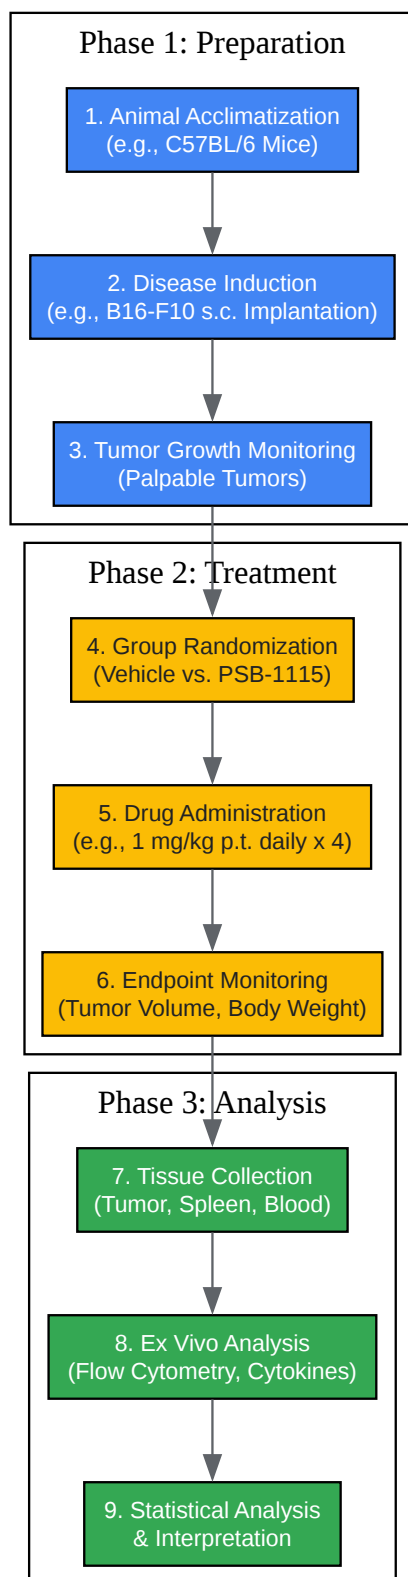 Phase 1: Preparation
1. Animal Acclimatization
(e.g., C57BL/6 Mice)
2. Disease Induction
(e.g., B16-F10 s.c. Implantation)
3. Tumor Growth Monitoring
(Palpable Tumors)
Phase 2: Treatment
4. Group Randomization
(Vehicle vs. PSB-1115)
5. Drug Administration
(e.g., 1 mg/kg p.t. daily x 4)
6. Endpoint Monitoring
(Tumor Volume, Body Weight)
Phase 3: Analysis
7. Tissue Collection
(Tumor, Spleen, Blood)
8. Ex Vivo Analysis
(Flow Cytometry, Cytokines)
9. Statistical Analysis
& Interpretation